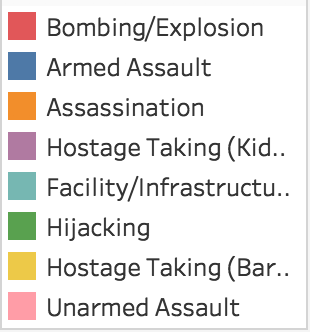 Bombing/Explosion
Armed Assault
Assassination
Hostage Taking (Kid..
Facility/Infrastructu..
Hijacking
Hostage Taking (Bar..
Unarmed Assault